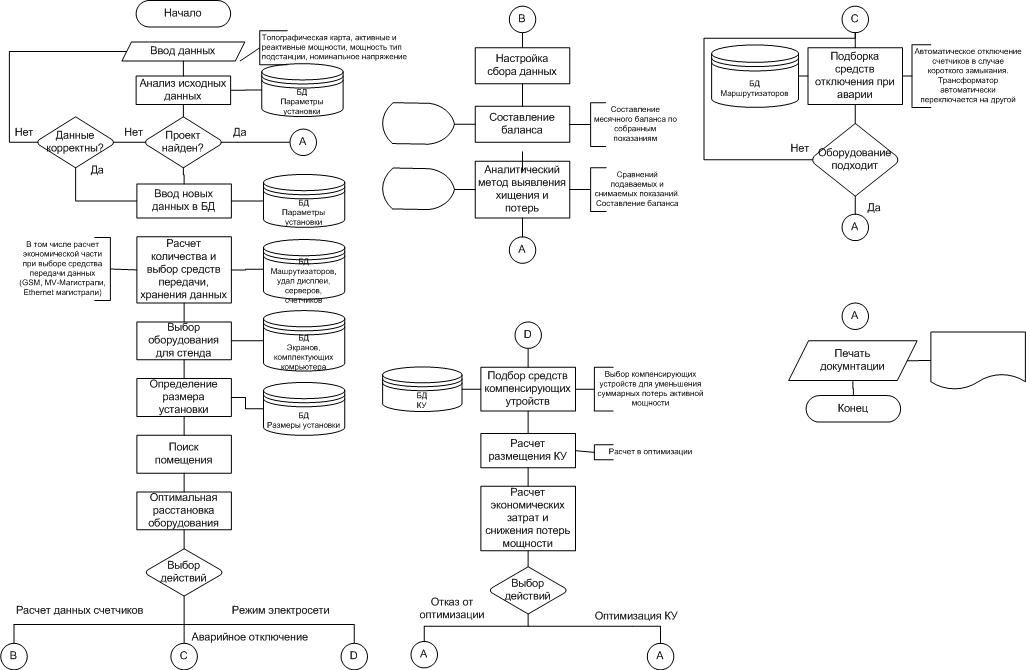 Начало
Ввод данных
Топографическая карта, активные и
реактивные мощности, мощность тип
подстанции, номинальное напряжение
Анализ исходных
данных
БД
Параметры
установки
Нет
Данные
корректны?
Нет
Проект
найден?
Да
А
Да
Ввод новых
данных в БД
БД
Параметры
установки
В том числе расчет
экономической части
при выборе средства
передачи данных
(GSM, MV-Магистрали,
Ethernet магистрали)
Расчет
количества и
выбор средств
передачи,
хранения данных
БД
Машрутизаторов,
удал дисплеи,
серверов,
счетчиков
Выбор
оборудования
для стенда
БД
Экранов,
комплектующих
комрьютера
Определение
размера
установки
БД
Размеры установки
Поиск
помещения
Оптимальная
расстановка
оборудования
Выбор
действий
Расчет данных счетчиков
Режим электросети
Аварийное отключение
B
C
D
B
Настройка
сбора данных
Составление
баланса
Составление
месячного баланса по
собранным
показаниям
Аналитический
метод выявления
хищения и
потерь
Сравнений
подаваемых и
снимаемых показаний.
Составление баланса
А
D
Подбор средств
компенсирующих
утройств
БД
КУ
Выбор компенсирующих
устройств для уменьшения
суммарных потерь активной
мощности
Расчет
размещения КУ
Расчет в оптимизации
Расчет
экономических
затрат и
снижения потерь
мощности
Выбор
действий
Отказ от
оптимизации
Оптимизация КУ
А
А
C
БД
Маршрутизаторов
Подборка
средств
отключения при
аварии
Автоматическое отключение
счетчиков в случае
короткого замыкания.
Трансформатор
автоматически
переключается на другой
Нет
Оборудование
подходит
Да
А
А
Печать
докумнтации
Конец